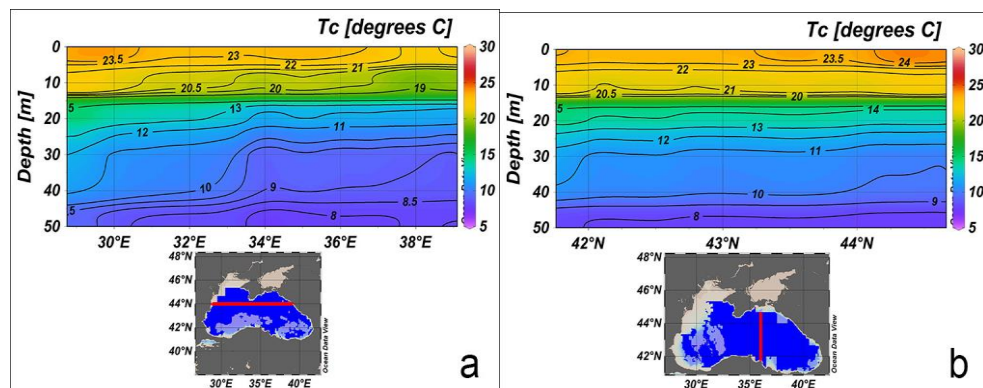 Tc [degrees C]
Depth [m]
0
10
20
30
40
50
23.5
23
22
21
20.5
20
19
5
13
12
11
10
9
8.5
5
8
30
25
20
15
10
5
30°E
32°E
34°E
36°E
38°E
48°N
46°N
44°N
42°N
40°N
30°E
35°E
40°E
Ocean Data View
a
Tc [degrees C]
Depth [m]
0
10
20
30
40
50
23
23.5
24
22
21
20.5
20
5
14
13
12
11
10
9
8
30
25
20
15
10
5
42°N
43°N
44°N
48°N
46°N
44°N
42°N
30°E
35°E
40°E
Ocean Data View
b